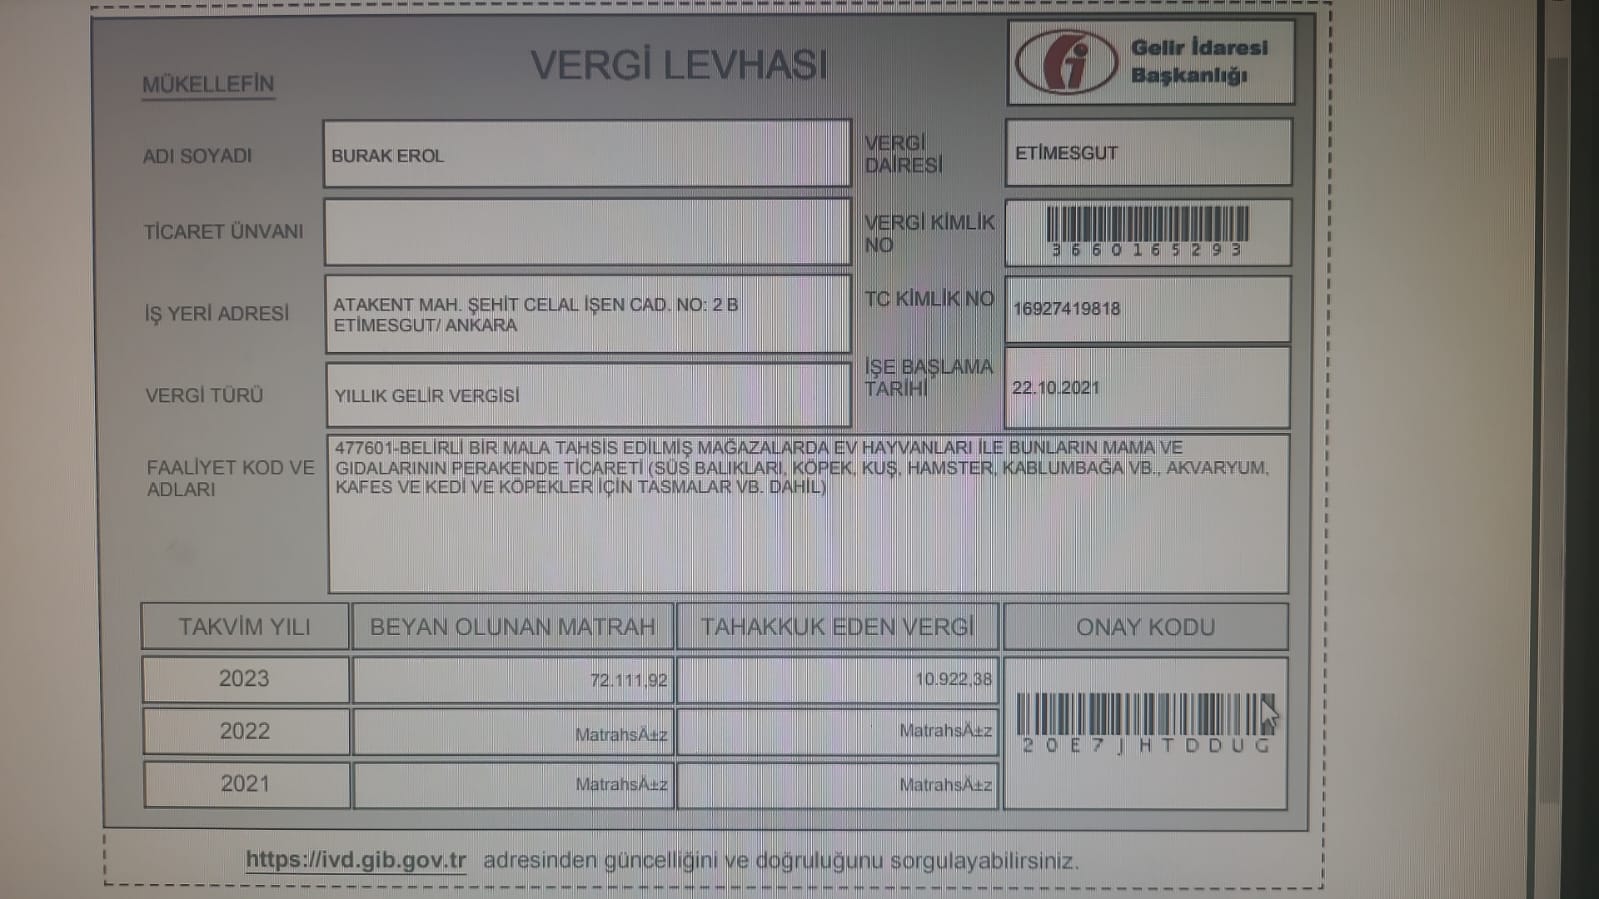 VERGİ LEVHASI
Gelir İdaresi
Başkanlığı
MÜKELLEFİN
ADI SOYADI
BURAK EROL
VERGİ
DAİRESİ
ETİMESGUT
TİCARET ÜNVANI
VERGİ KİMLİK
NO
3660165293
İŞ YERİ ADRESİ
ATAKENT MAH. ŞEHİT CELAL İŞEN CAD. NO: 2 B
ETİMESGUT/ ANKARA
TC KİMLİK NO
16927419818
VERGİ TÜRÜ
YILLIK GELİR VERGİSİ
İŞE BAŞLAMA
TARİHİ
22.10.2021
FAALİYET KOD VE
ADLARI
477601-BELİRLİ BİR MALA TAHSİS EDİLMİŞ MAĞAZALARDA EV HAYVANLARI İLE BUNLARIN MAMA VE
GIDALARININ PERAKENDE TİCARETİ (SÜS BALIKLARI, KÖPEK, KUŞ, HAMSTER, KABLUMBAĞA VB., AKVARYUM,
KAFES VE KEDİ VE KÖPEKLER İÇİN TASMALAR VB. DAHİL)
TAKVİM YILI BEYAN OLUNAN MATRAH TAHAKKUK EDEN VERGİ ONAY KODU
2023 72.111,92 10.922,38
2022 MatrahsÄ±z MatrahsÄ±z
20E7JHTDDUG
2021 MatrahsÄ±z MatrahsÄ±z
https://ivd.gib.gov.tr adresinden güncelliğini ve doğruluğunu sorgulayabilirsiniz.